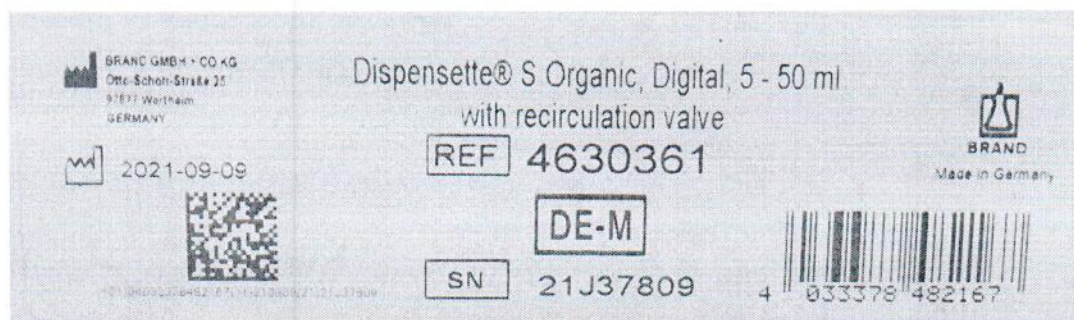 BRAND GMBH + CO KG
Otto-Schott-Straße 25
97877 Wertheim
GERMANY
2021-09-09
Dispensette® S Organic, Digital, 5 - 50 ml
with recirculation valve
REF 4630361
DE-M
SN 21J37809
BRAND
Made in Germany
4 033378 482167